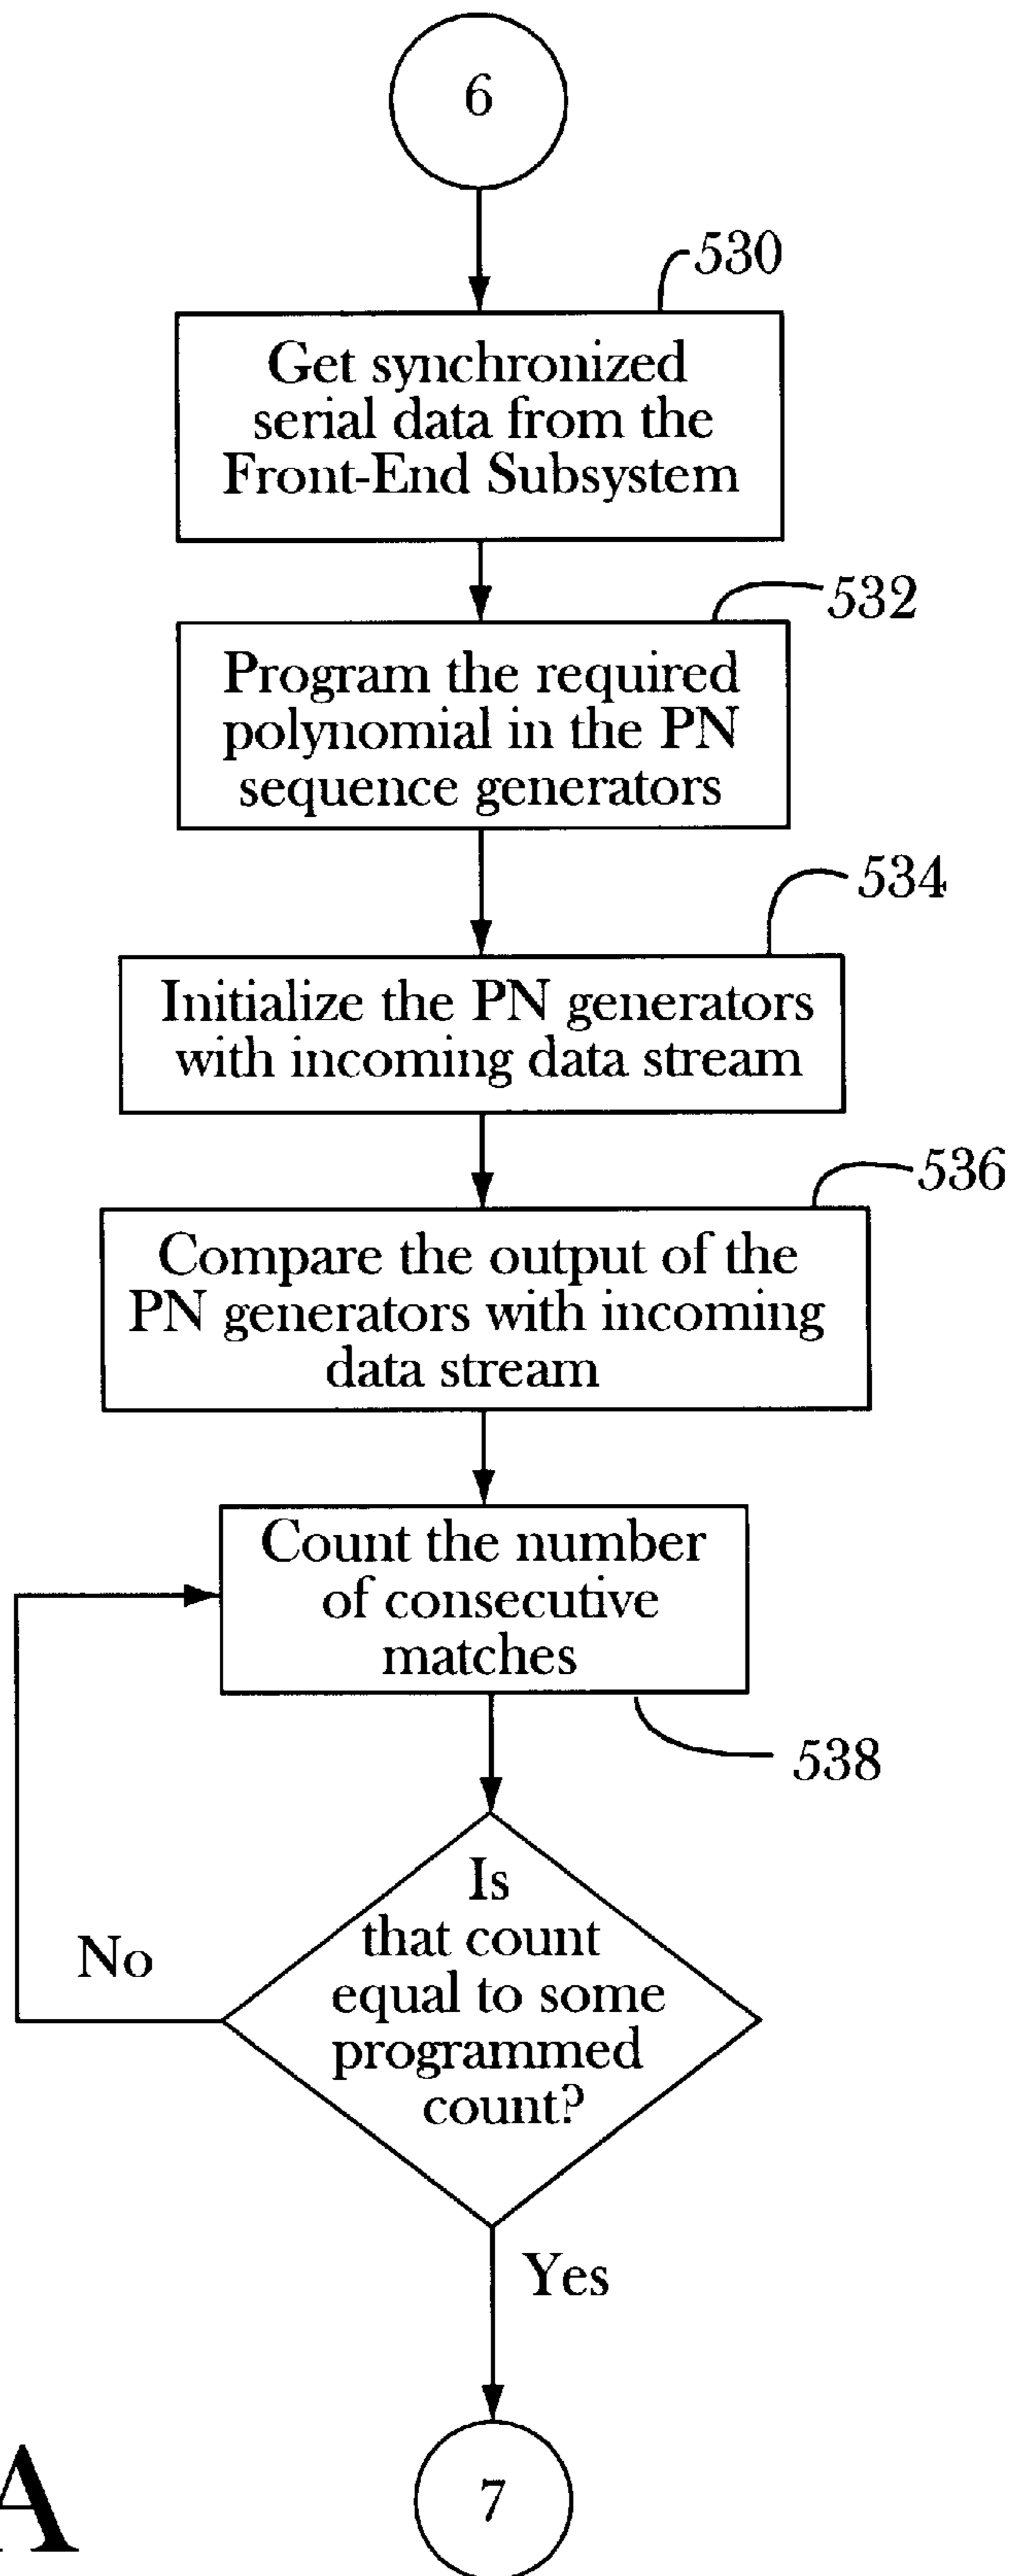 6
530
Get synchronized
serial data from the
Front-End Subsystem
532
Program the required
polynomial in the PN
sequence generators
534
Initialize the PN generators
with incoming data stream
536
Compare the output of the
PN generators with incoming
data stream
Count the number
of consecutive
matches
538
Is
that count
equal to some
programmed
count?
No
Yes
7
A